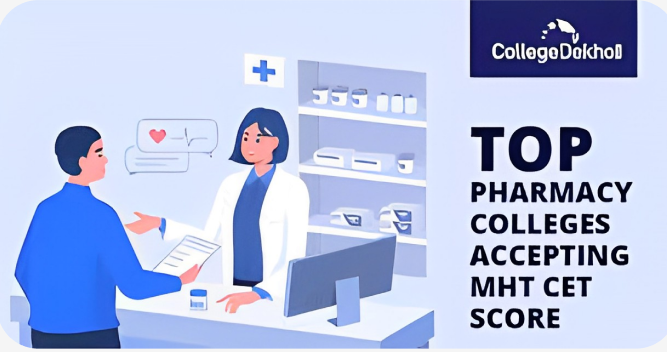 CollegeDekho
TOP
PHARMACY
COLLEGES
ACCEPTING
MHT CET
SCORE